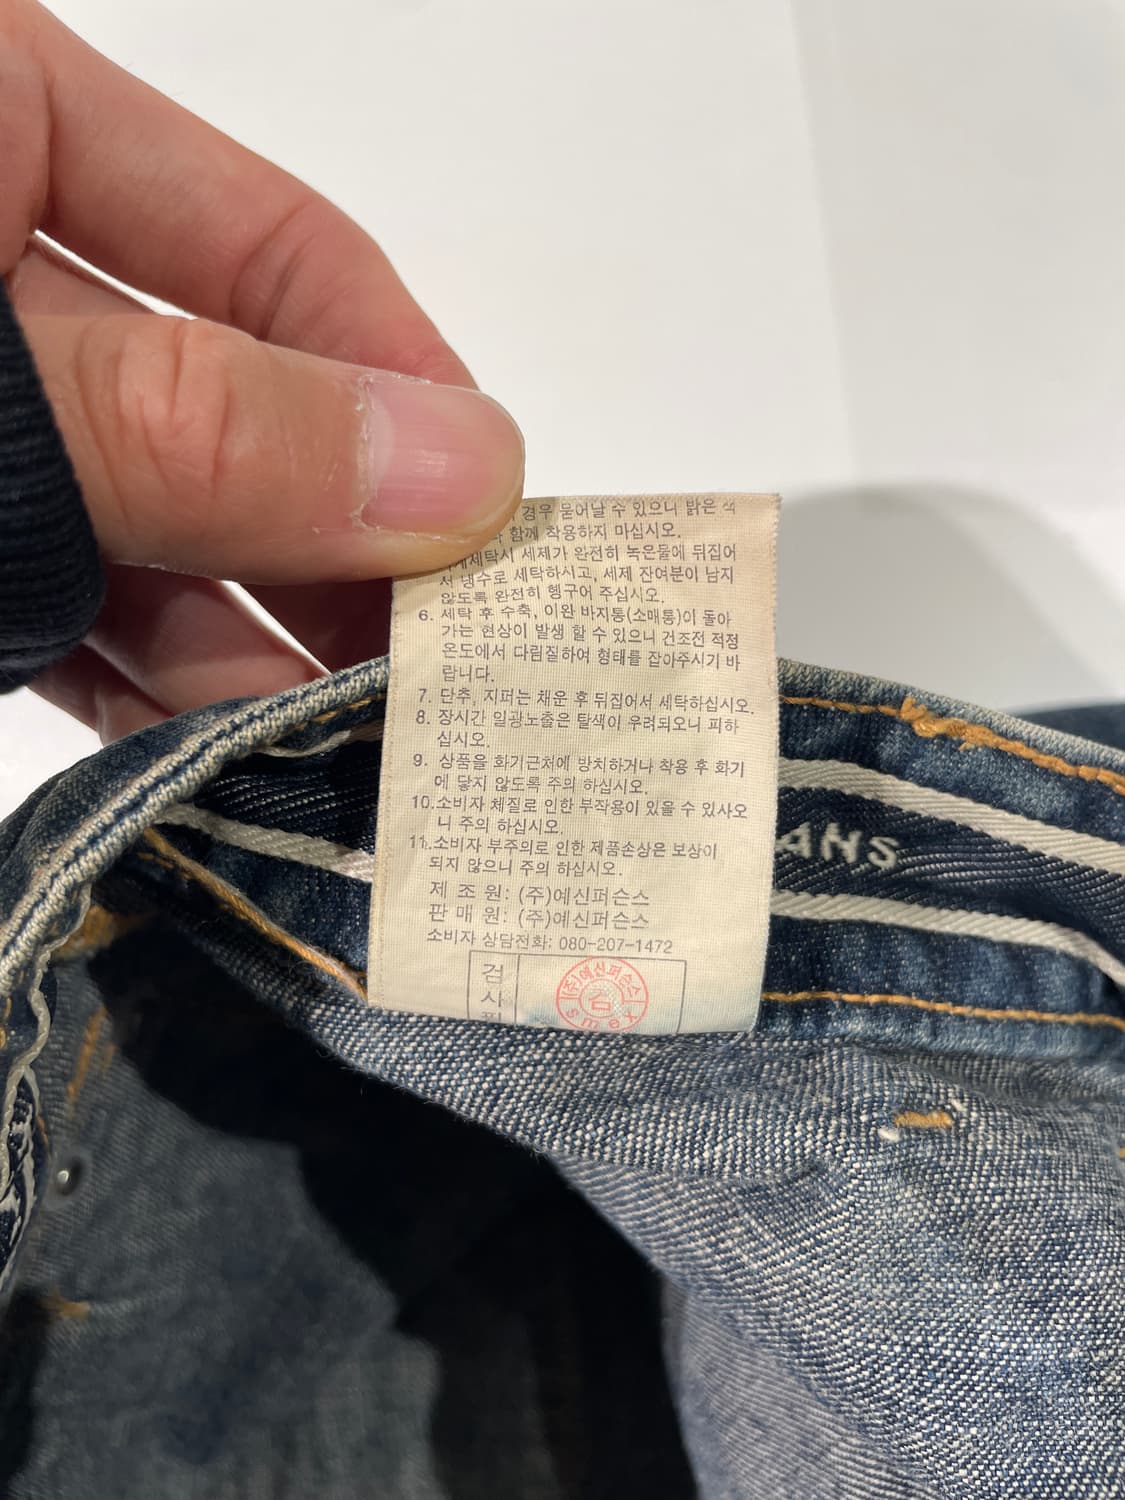 경우 묻어날 수 있으니 밝은 색
함께 착용하지 마십시오.
세탁시 세제가 완전히 녹은물에 뒤집어
서 냉수로 세탁하시고, 세제 잔여분이 남지
않도록 완전히 헹구어 주십시오.
6. 세탁 후 수축, 이완 바지통(소매통)이 돌아
가는 현상이 발생 할 수 있으니 건조전 적정
온도에서 다림질하여 형태를 잡아주시기 바
랍니다.
7. 단추, 지퍼는 채운 후 뒤집어서 세탁하십시오.
8. 장시간 일광노출은 탈색이 우려되오니 피하
십시오.
9. 상품을 화기근처에 방치하거나 착용 후 화기
에 닿지 않도록 주의 하십시오.
10. 소비자 체질로 인한 부작용이 있을 수 있사오
니 주의 하십시오.
11. 소비자 부주의로 인한 제품손상은 보상이
되지 않으니 주의 하십시오.
제 조 원: (주)예신퍼슨스
판 매 원: (주)예신퍼슨스
소비자 상담전화: 080-207-1472
검
사
필
(주)예신퍼슨스
검
ANS